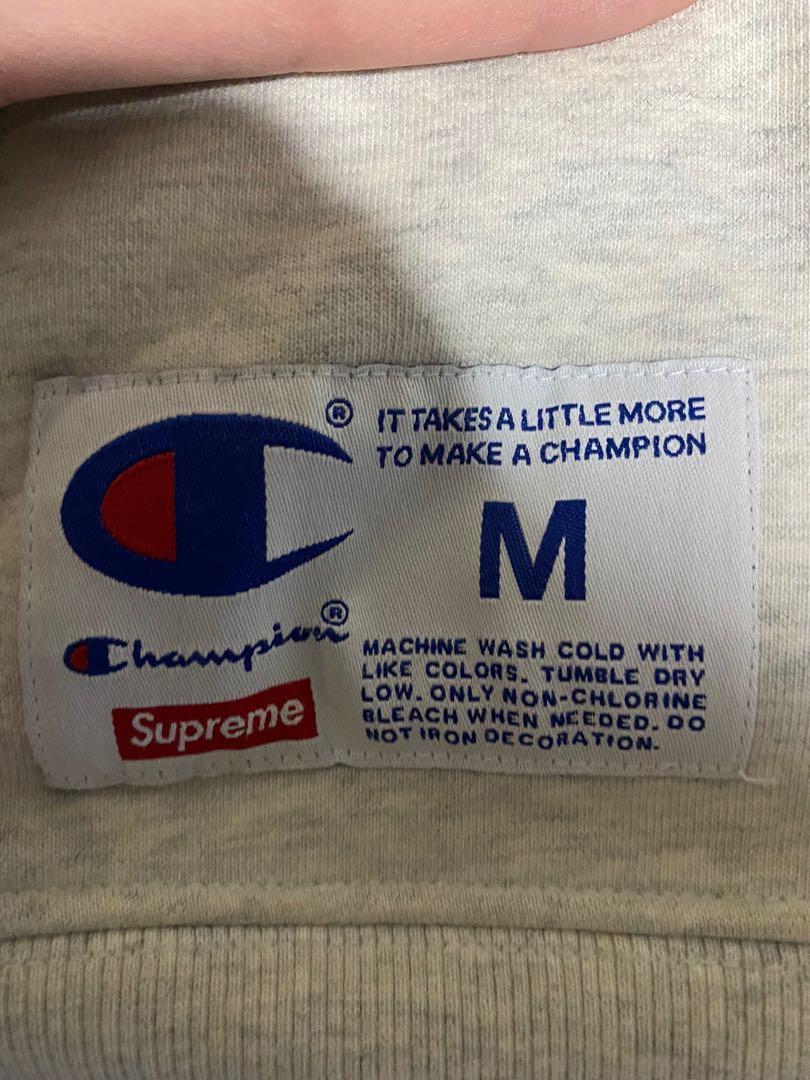 ®
Champion®
Supreme
IT TAKES A LITTLE MORE
TO MAKE A CHAMPION
M
MACHINE WASH COLD WITH
LIKE COLORS. TUMBLE DRY
LOW. ONLY NON-CHLORINE
BLEACH WHEN NEEDED. DO
NOT IRON DECORATION.